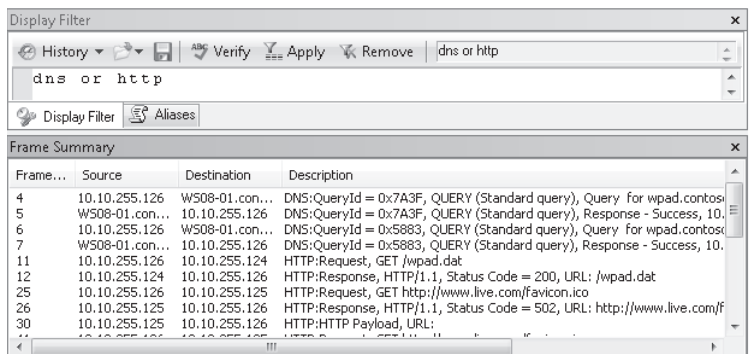 Display Filter
History Verify Apply Remove dns or http
dns or http
Display Filter Aliases
Frame Summary
Frame... Source Destination Description
4 10.10.255.126 WS08-01.con... DNS:QueryId = 0x7A3F, QUERY (Standard query), Query for wpad.contoso
5 WS08-01.con... 10.10.255.126 DNS:QueryId = 0x7A3F, QUERY (Standard query), Response - Success, 10.
6 10.10.255.126 WS08-01.con... DNS:QueryId = 0x5883, QUERY (Standard query), Query for wpad.contoso
7 WS08-01.con... 10.10.255.126 DNS:QueryId = 0x5883, QUERY (Standard query), Response - Success, 10.
11 10.10.255.126 10.10.255.124 HTTP:Request, GET /wpad.dat
12 10.10.255.124 10.10.255.126 HTTP:Response, HTTP/1.1, Status Code = 200, URL: /wpad.dat
25 10.10.255.126 10.10.255.125 HTTP:Request, GET http://www.live.com/favicon.ico
26 10.10.255.125 10.10.255.126 HTTP:Response, HTTP/1.1, Status Code = 502, URL: http://www.live.com/f
30 10.10.255.125 10.10.255.126 HTTP:HTTP Payload, URL: